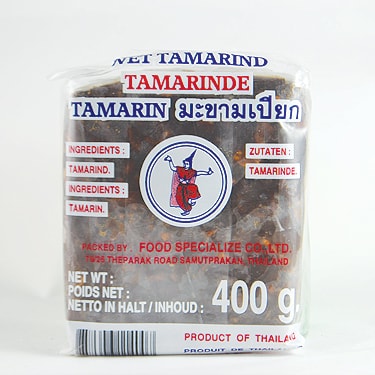 WET TAMARIND
TAMARINDE
TAMARIN มะขามเปียก
INGREDIENTS :
TAMARIND.
INGREDIENTS :
TAMARIN.
ZUTATEN :
TAMARINDE.
PACKED BY FOOD SPECIALIZE CO., LTD.
THEPARAK ROAD SAMUTPRAKAN, THAILAND
NET WT :
POIDS NET :
NETTO IN HALT / INHOUD : 400 g.
PRODUCT OF THAILAND
PRODUIT DE